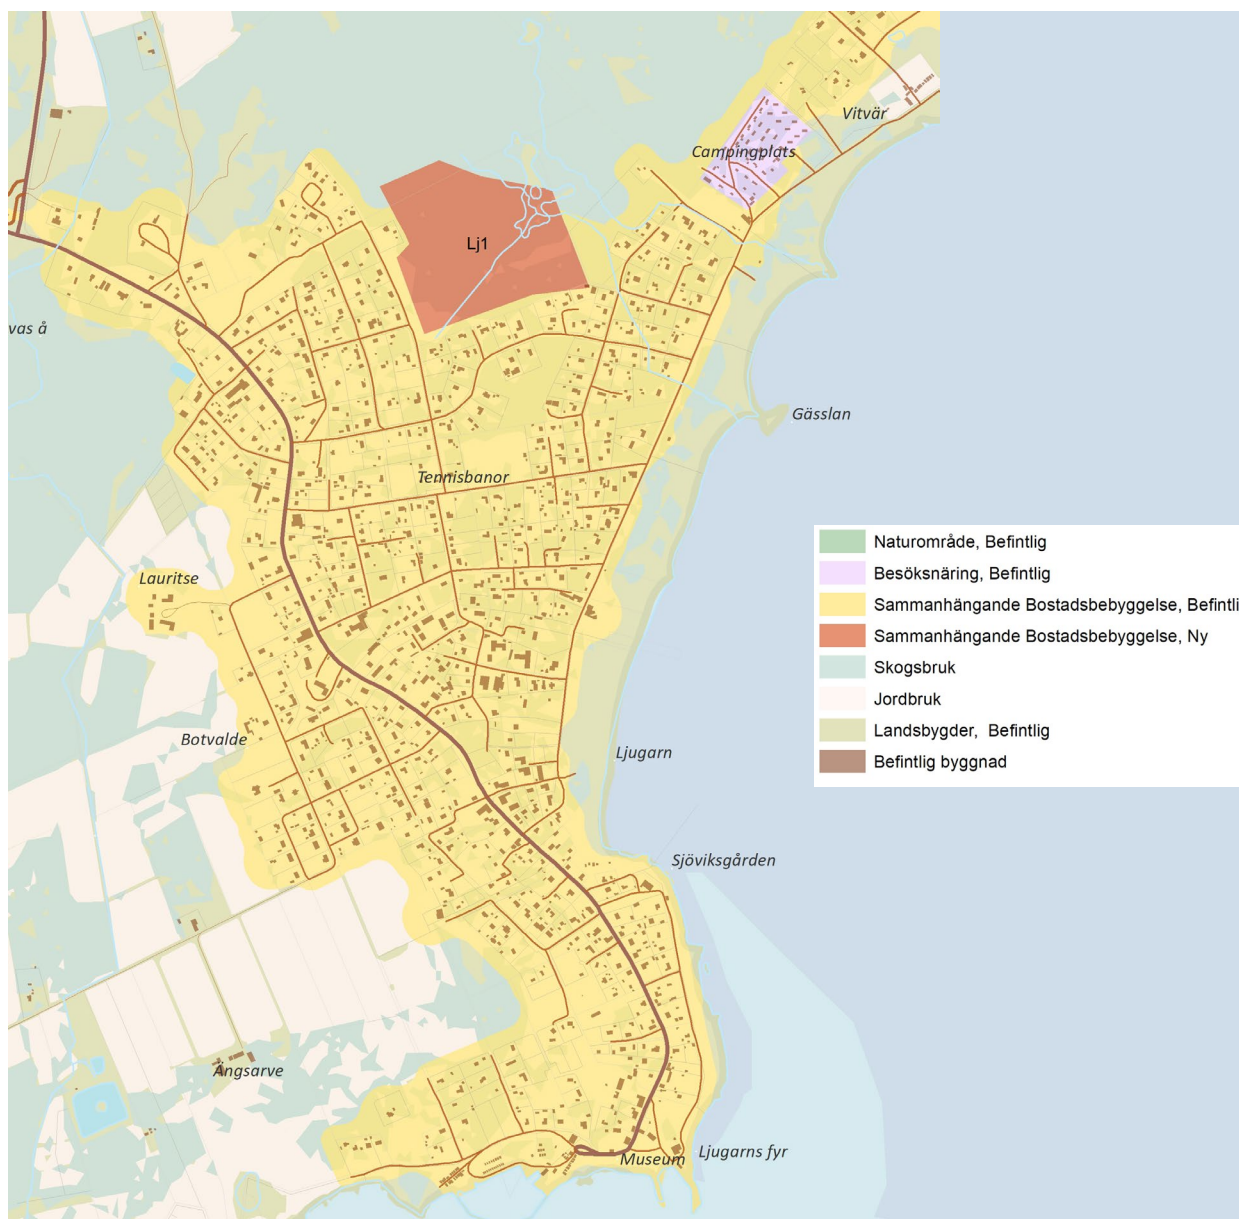 Vitvär
Campingplats
Lj1
vas å
Gässlan
Tennisbanor
Lauritse
Botvalde
Ljugarn
Sjöviksgården
Ängsarve
Museum
Ljugarns fyr
Naturområde, Befintlig
Besöksnäring, Befintlig
Sammanhängande Bostadsbebyggelse, Befintli
Sammanhängande Bostadsbebyggelse, Ny
Skogsbruk
Jordbruk
Landsbygder, Befintlig
Befintlig byggnad